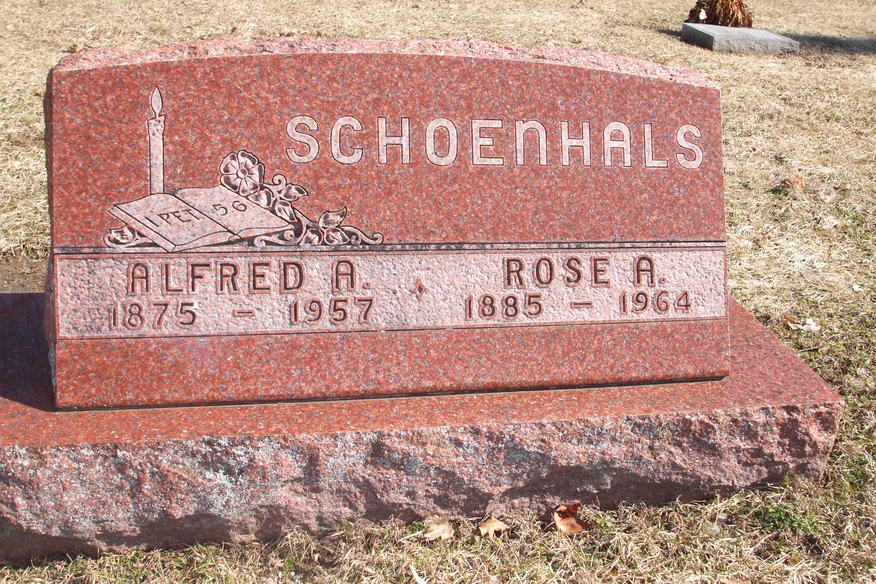 SCHOENHALS
I PET. 5 6
ALFRED A. ROSE A.
1875 – 1957 1885 – 1964